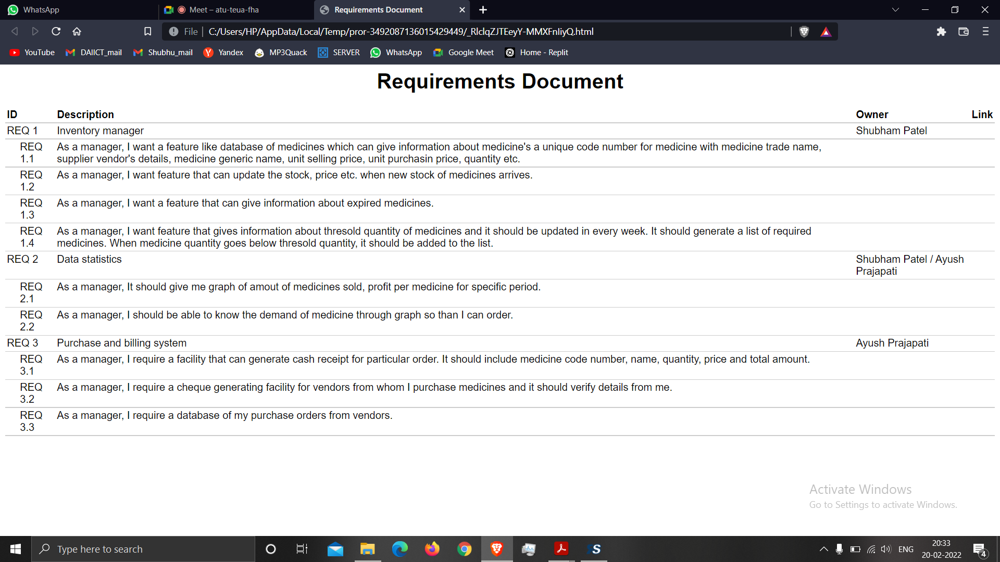 WhatsApp
Meet – atu-teua-fha
Requirements Document
File
C:/Users/HP/AppData/Local/Temp/pror-3492087136015429449/_RlclqZJTEeyY-MMXFnIiyQ.html
YouTube
DAIICT_mail
Shubhu_mail
Yandex
MP3Quack
SERVER
WhatsApp
Google Meet
Home - Replit
Requirements Document
ID Description Owner Link
REQ 1 Inventory manager Shubham Patel
REQ 1.1 As a manager, I want a feature like database of medicines which can give information about medicine's a unique code number for medicine with medicine trade name,
supplier vendor's details, medicine generic name, unit selling price, unit purchasin price, quantity etc.
REQ 1.2 As a manager, I want feature that can update the stock, price etc. when new stock of medicines arrives.
REQ 1.3 As a manager, I want a feature that can give information about expired medicines.
REQ 1.4 As a manager, I want feature that gives information about thresold quantity of medicines and it should be updated in every week. It should generate a list of required
medicines. When medicine quantity goes below thresold quantity, it should be added to the list.
REQ 2 Data statistics Shubham Patel / Ayush
Prajapati
REQ 2.1 As a manager, It should give me graph of amout of medicines sold, profit per medicine for specific period.
REQ 2.2 As a manager, I should be able to know the demand of medicine through graph so than I can order.
REQ 3 Purchase and billing system Ayush Prajapati
REQ 3.1 As a manager, I require a facility that can generate cash receipt for particular order. It should include medicine code number, name, quantity, price and total amount.
REQ 3.2 As a manager, I require a cheque generating facility for vendors from whom I purchase medicines and it should verify details from me.
REQ 3.3 As a manager, I require a database of my purchase orders from vendors.
Activate Windows
Go to Settings to activate Windows.
Type here to search
S
ENG
20:33
20-02-2022
4